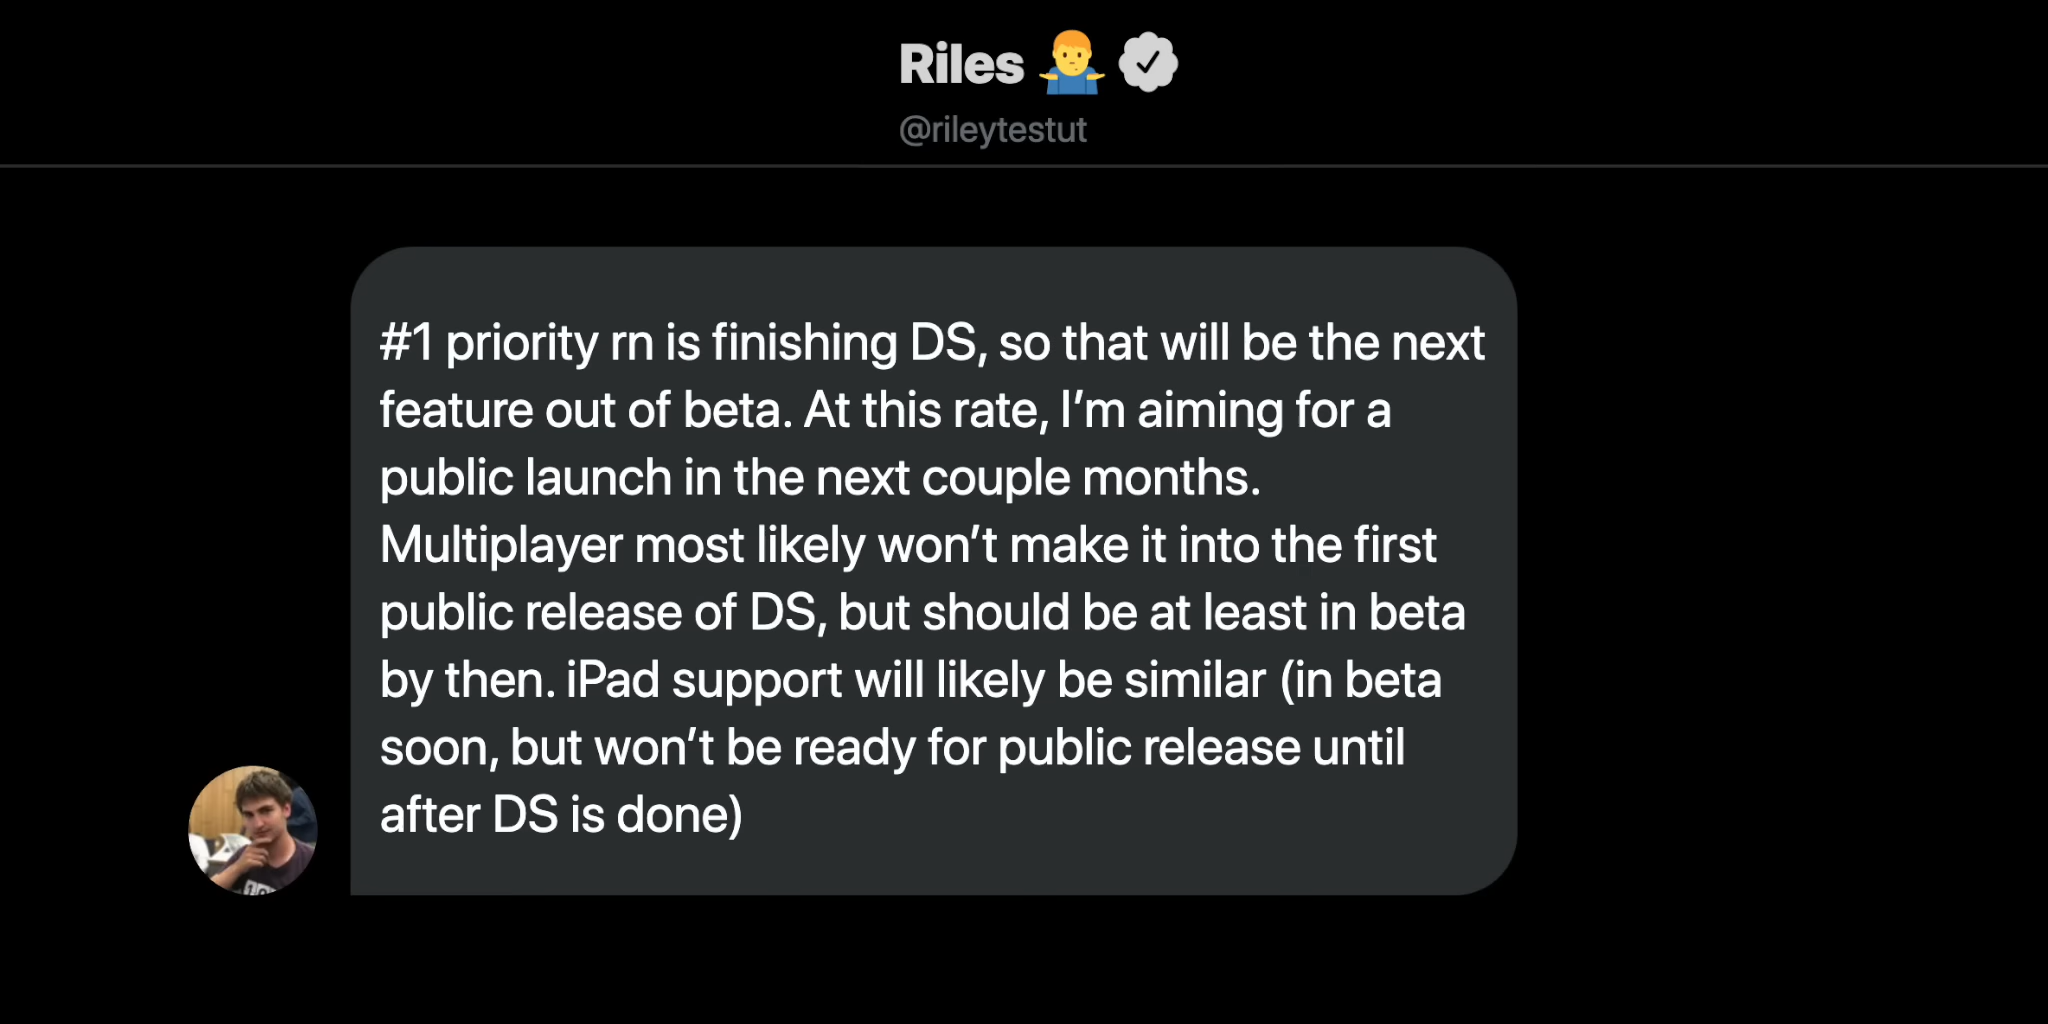 Riles 🤷‍♂️
@rileytestut
#1 priority rn is finishing DS, so that will be the next
feature out of beta. At this rate, I’m aiming for a
public launch in the next couple months.
Multiplayer most likely won’t make it into the first
public release of DS, but should be at least in beta
by then. iPad support will likely be similar (in beta
soon, but won’t be ready for public release until
after DS is done)